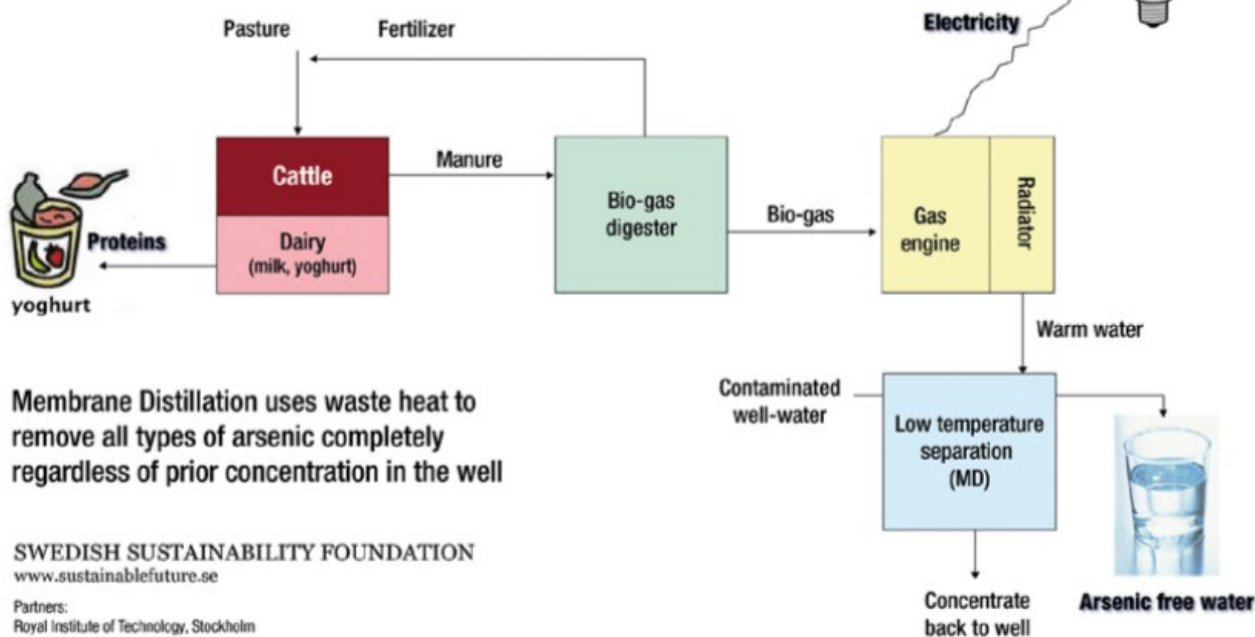 Electricity
Pasture
Fertilizer
Cattle
Manure
Dairy
(milk, yoghurt)
Proteins
yoghurt
Bio-gas
digester
Bio-gas
Gas
engine
Radiator
Warm water
Contaminated
well-water
Low temperature
separation
(MD)
Concentrate
back to well
Arsenic free water
Membrane Distillation uses waste heat to
remove all types of arsenic completely
regardless of prior concentration in the well
SWEDISH SUSTAINABILITY FOUNDATION
www.sustainablefuture.se
Partners:
Royal Institute of Technology, Stockholm